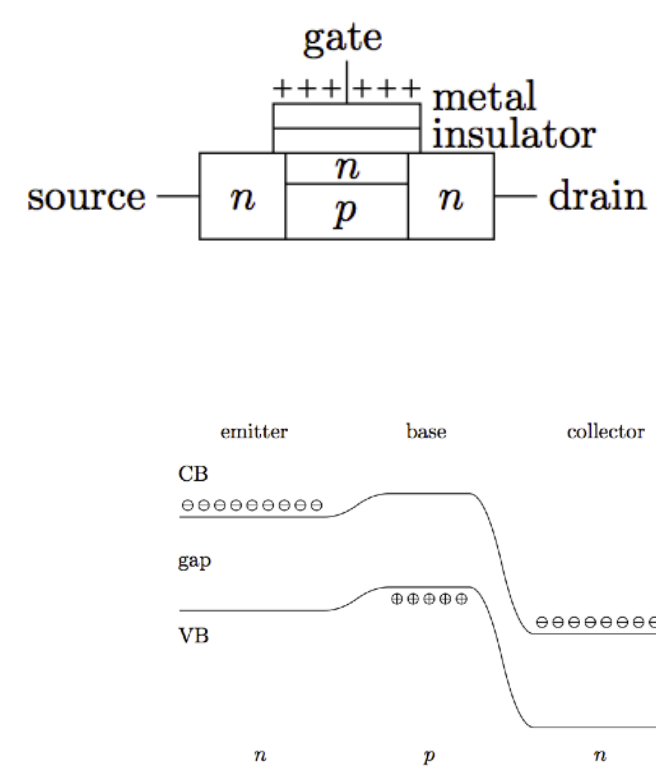 gate
+ + + + + +
metal
insulator
source n n p n drain
emitter base collector
CB
⊖⊖⊖⊖⊖⊖⊖⊖⊖
gap
⊕⊕⊕⊕⊕
⊖⊖⊖⊖⊖⊖⊖⊖
VB
n p n